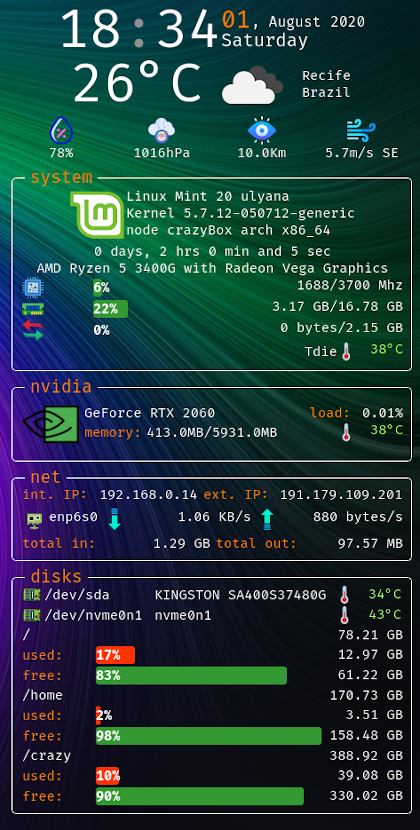 18:34 01, August 2020
Saturday
26°C Recife
Brazil
78% 1016hPa 10.0Km 5.7m/s SE
system
Linux Mint 20 ulyana
Kernel 5.7.12-050712-generic
node crazyBox arch x86_64
0 days, 2 hrs 0 min and 5 sec
AMD Ryzen 5 3400G with Radeon Vega Graphics
6% 1688/3700 Mhz
22% 3.17 GB/16.78 GB
0% 0 bytes/2.15 GB
Tdie 38°C
nvidia
GeForce RTX 2060 load: 0.01%
memory: 413.0MB/5931.0MB 38°C
net
int. IP: 192.168.0.14 ext. IP: 191.179.109.201
enp6s0 1.06 KB/s 880 bytes/s
total in: 1.29 GB total out: 97.57 MB
disks
/dev/sda KINGSTON SA400S37480G 34°C
/dev/nvme0n1 nvme0n1 43°C
/ 78.21 GB
used: 17% 12.97 GB
free: 83% 61.22 GB
/home 170.73 GB
used: 2% 3.51 GB
free: 98% 158.48 GB
/crazy 388.92 GB
used: 10% 39.08 GB
free: 90% 330.02 GB